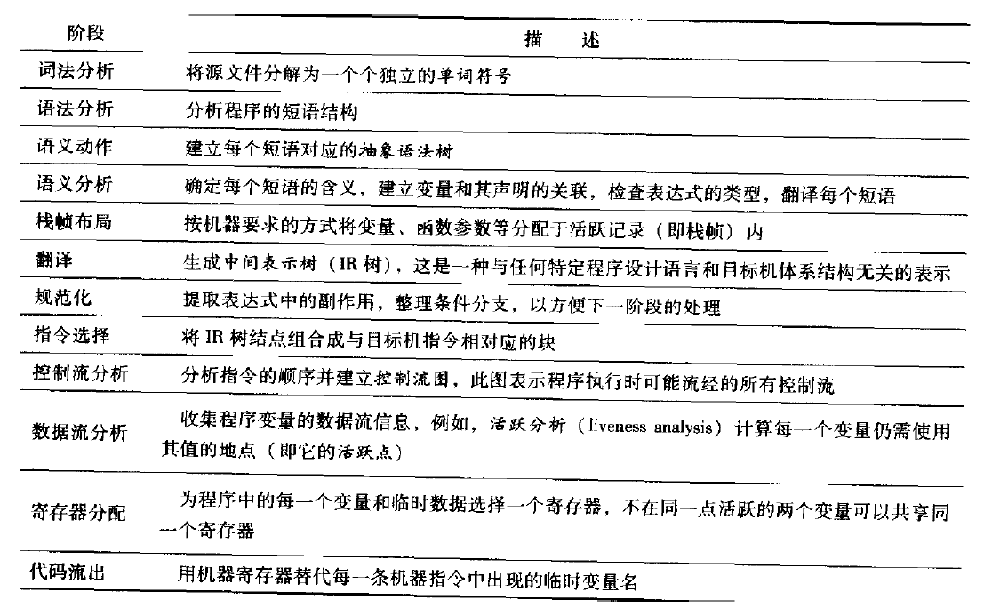 阶段 描 述
词法分析 将源文件分解为一个个独立的单词符号
语法分析 分析程序的短语结构
语义动作 建立每个短语对应的抽象语法树
语义分析 确定每个短语的含义，建立变量和其声明的关联，检查表达式的类型，翻译每个短语
栈帧布局 按机器要求的方式将变量、函数参数等分配于活跃记录（即栈帧）内
翻译 生成中间表示树（IR 树），这是一种与任何特定程序设计语言和目标机体系结构无关的表示
规范化 提取表达式中的副作用，整理条件分支，以方便下一阶段的处理
指令选择 将 IR 树结点组合成与目标机指令相对应的块
控制流分析 分析指令的顺序并建立控制流图，此图表示程序执行时可能流经的所有控制流
数据流分析 收集程序变量的数据流信息，例如，活跃分析（liveness analysis）计算每一个变量仍需使用
其值的地点（即它的活跃点）
寄存器分配 为程序中的每一个变量和临时数据选择一个寄存器，不在同一点活跃的两个变量可以共享同
一个寄存器
代码流出 用机器寄存器替代每一条机器指令中出现的临时变量名